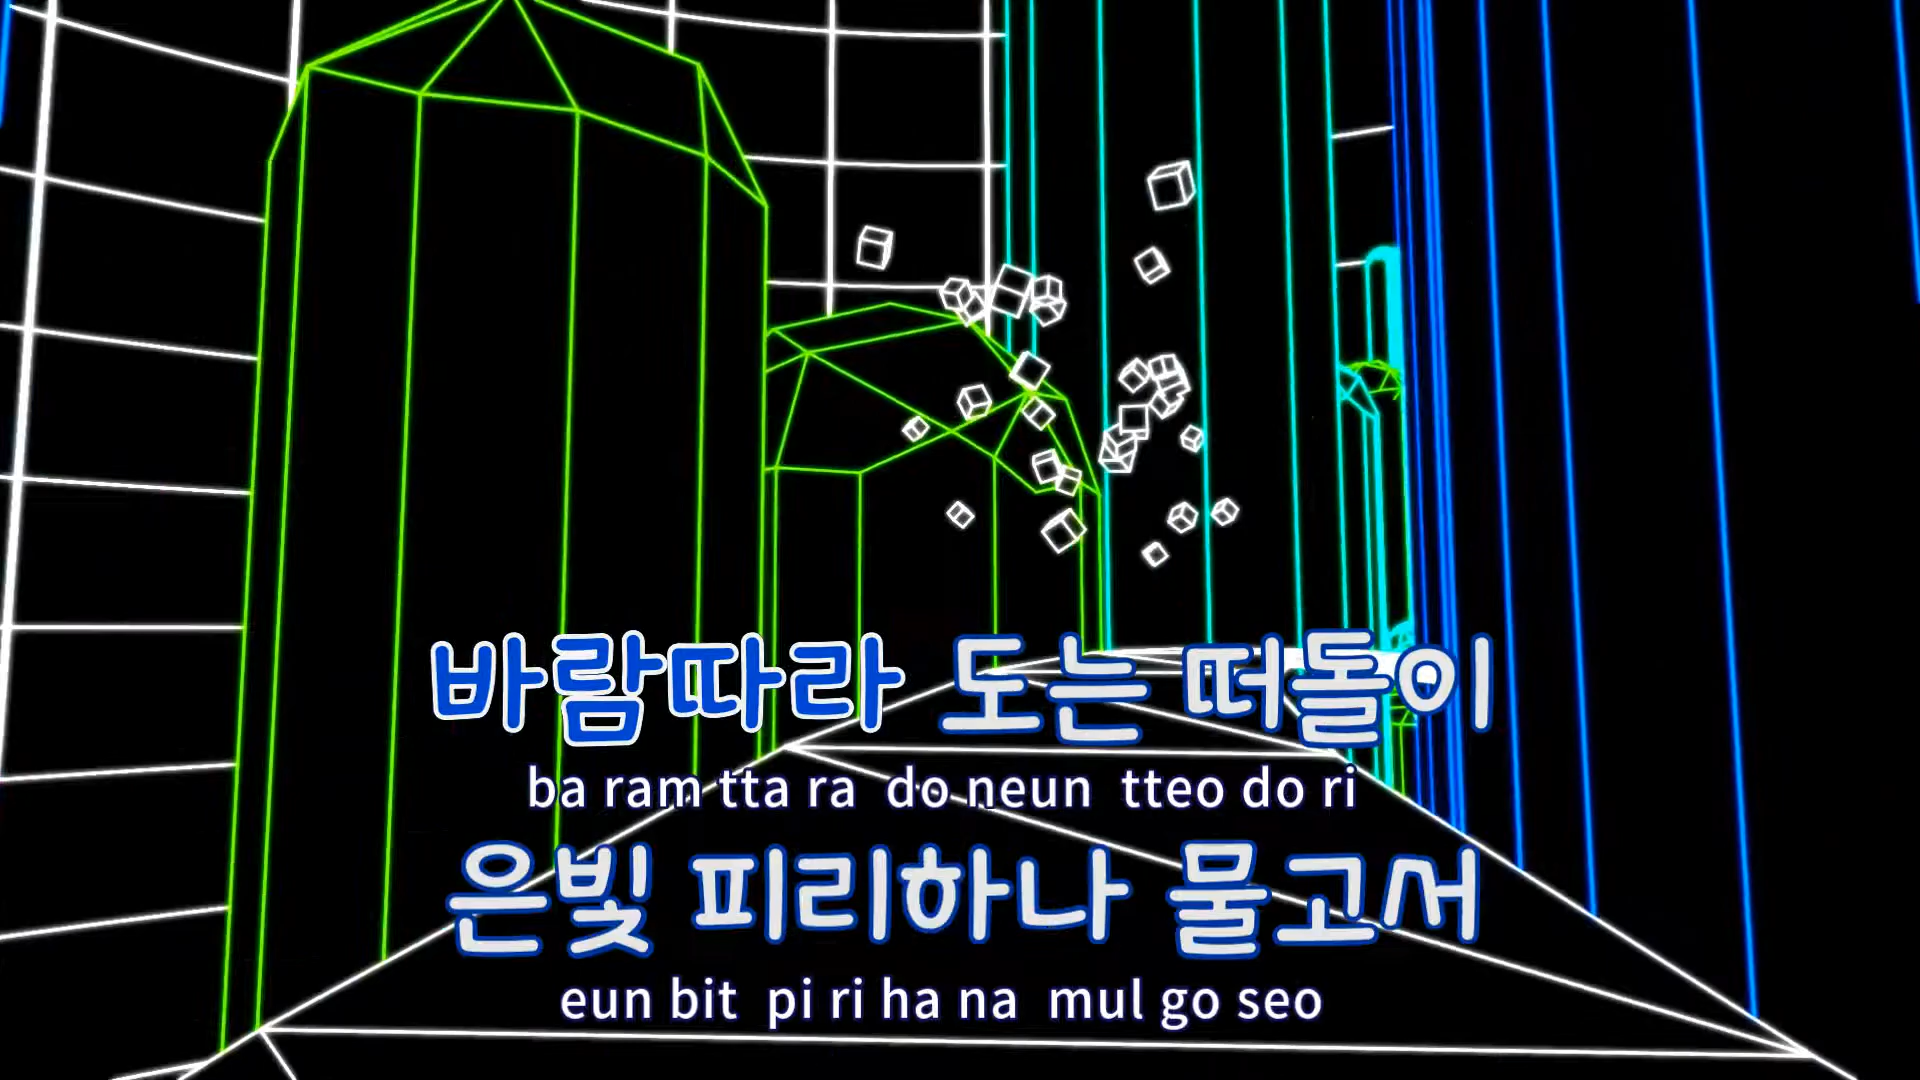 바람따라 도는 떠돌이
ba ram tta ra do neun tteo do ri
은빛 피리하나 물고서
eun bit pi ri ha na mul go seo